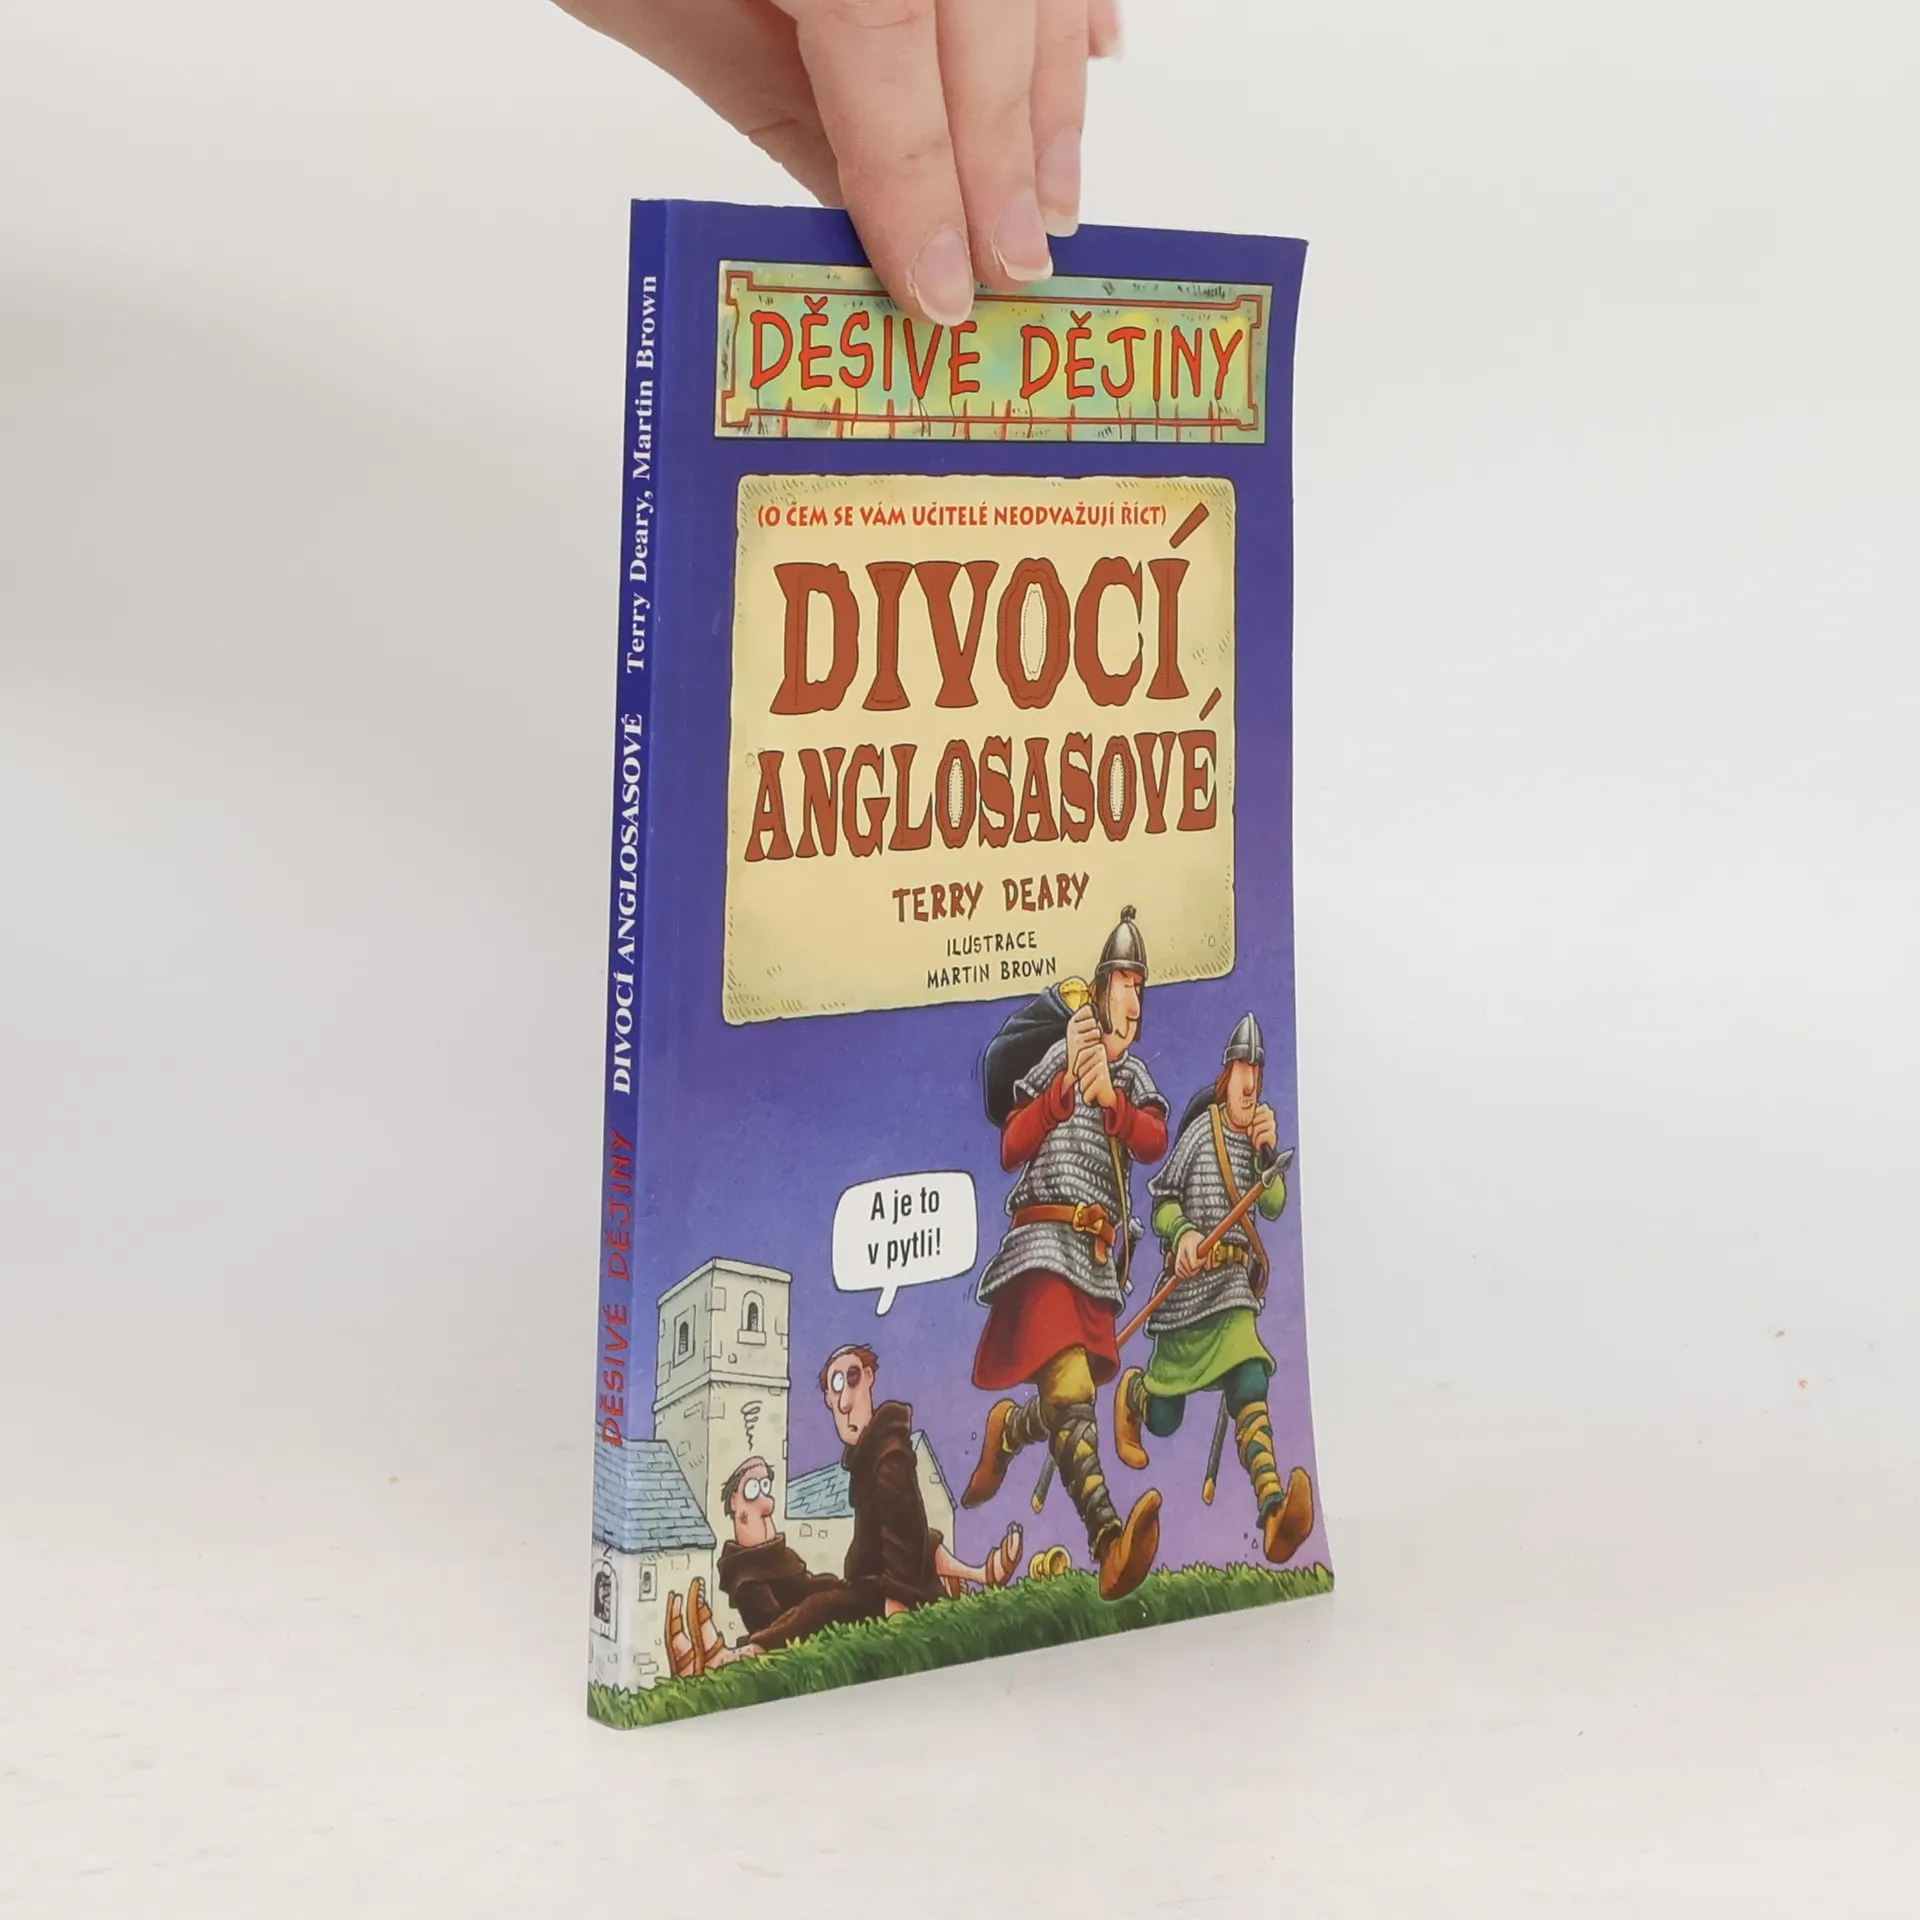 DĚSIVÉ DĚJINY
(O ČEM SE VÁM UČITELÉ NEODVAŽUJÍ ŘÍCT)
DIVOCÍ
ANGLOSASOVÉ
TERRY DEARY
ILUSTRACE
MARTIN BROWN
A je to
v pytli!
DĚSIVÉ DĚJINY DIVOCÍ ANGLOSASOVÉ Terry Deary, Martin Brown
EGMONT